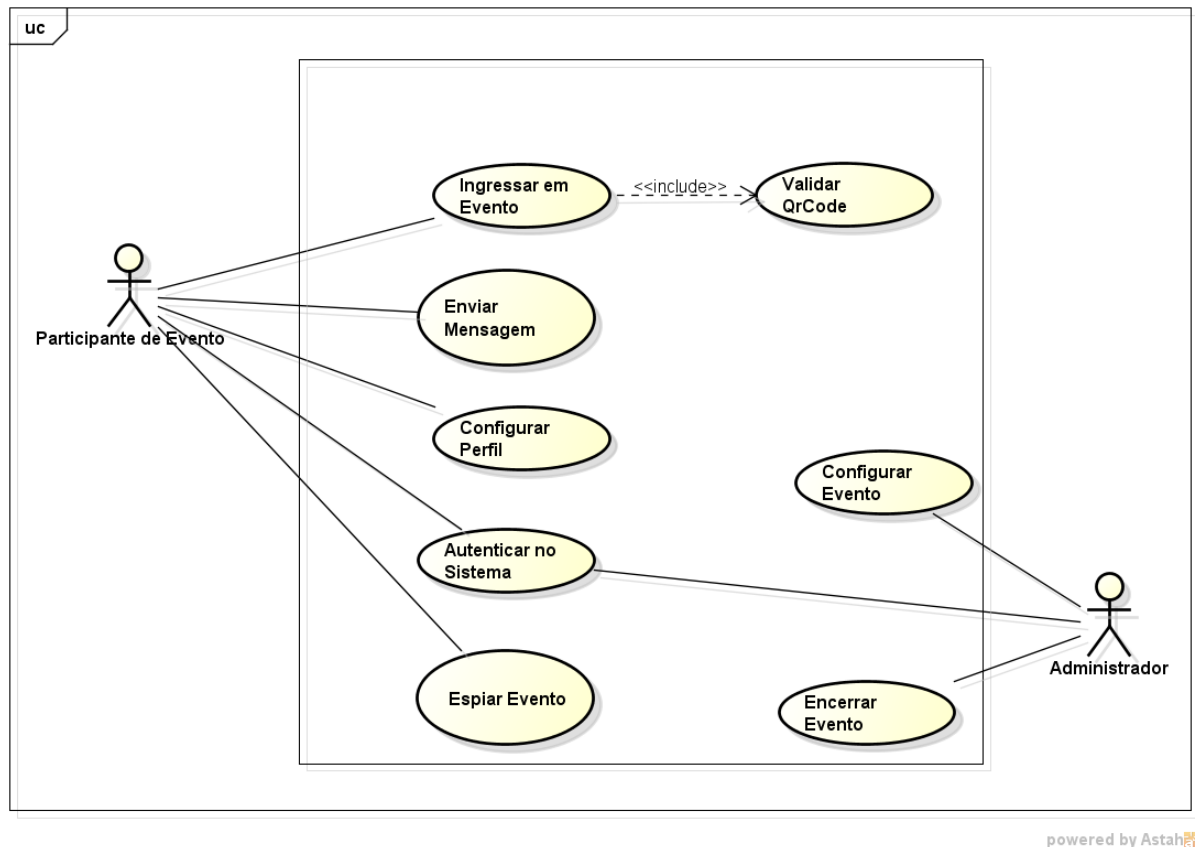 uc
Ingressar em
Evento
<<include>>
Validar
QrCode
Participante de Evento
Enviar
Mensagem
Configurar
Perfil
Configurar
Evento
Autenticar no
Sistema
Administrador
Espiar Evento
Encerrar
Evento
powered by Astah